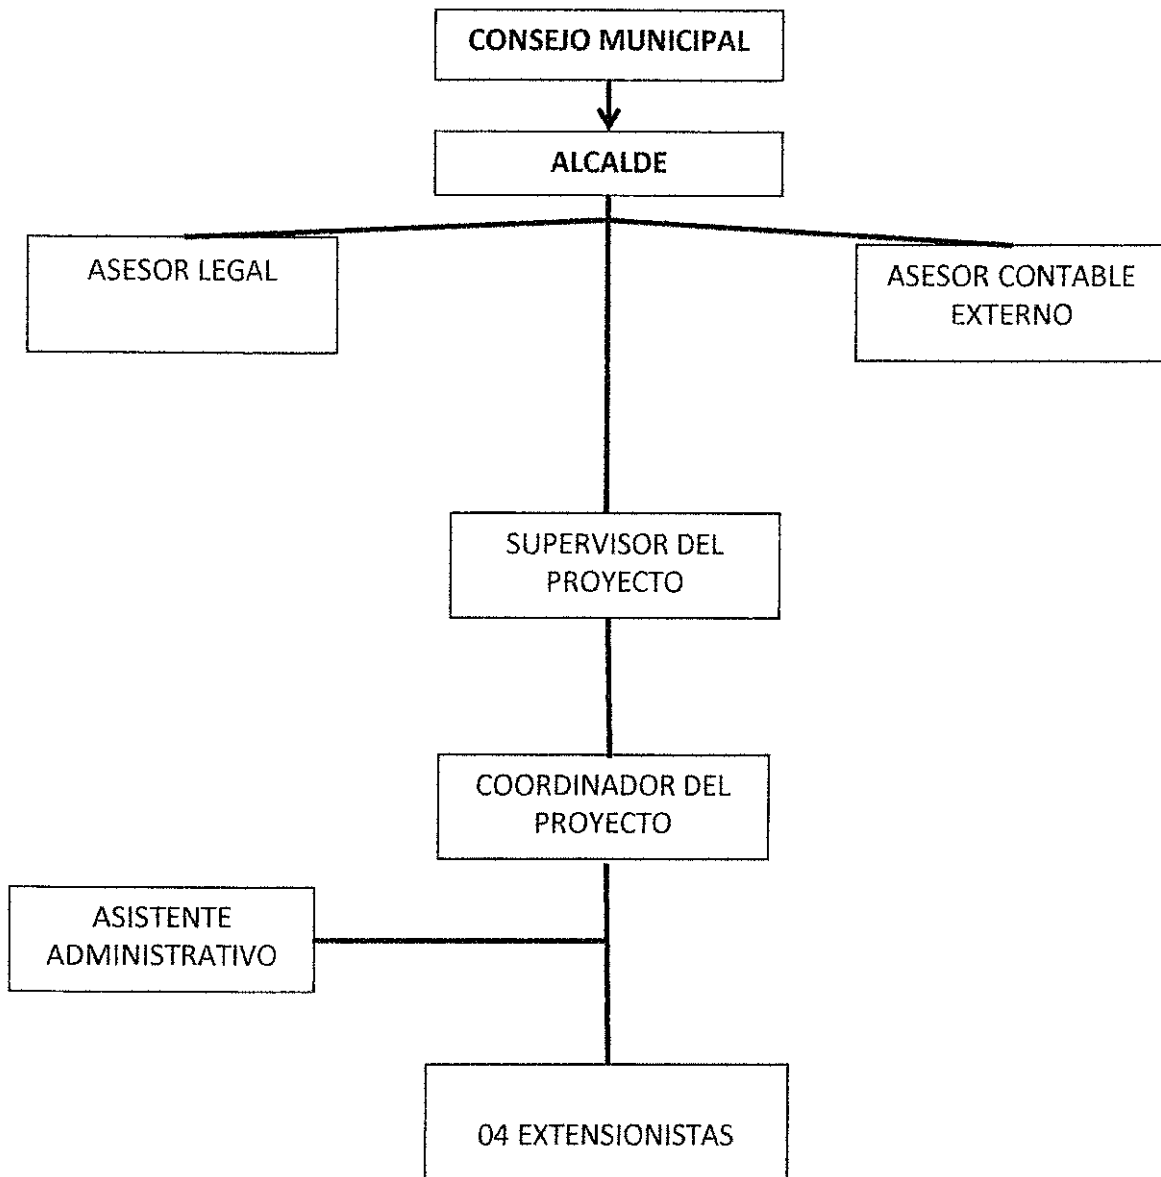 CONSEJO MUNICIPAL
ALCALDE
ASESOR LEGAL
ASESOR CONTABLE
EXTERNO
SUPERVISOR DEL
PROYECTO
COORDINADOR DEL
PROYECTO
ASISTENTE
ADMINISTRATIVO
04 EXTENSIONISTAS